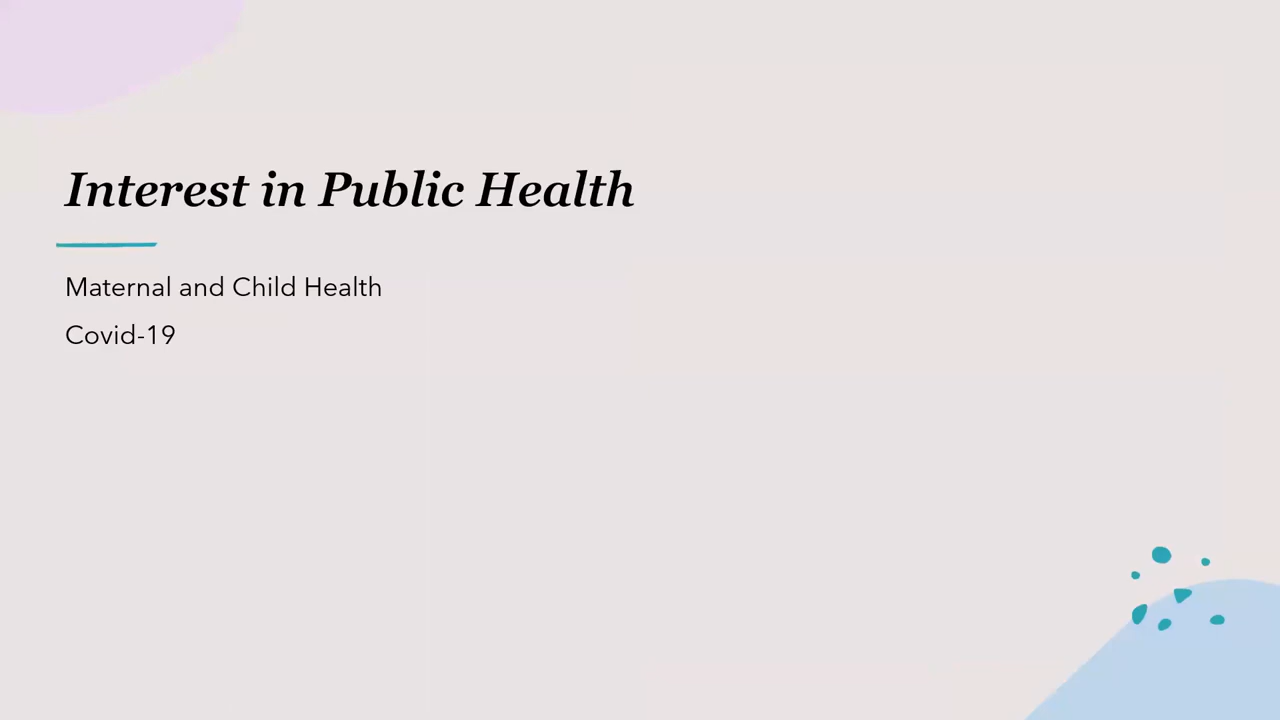 Interest in Public Health
Maternal and Child Health
Covid-19